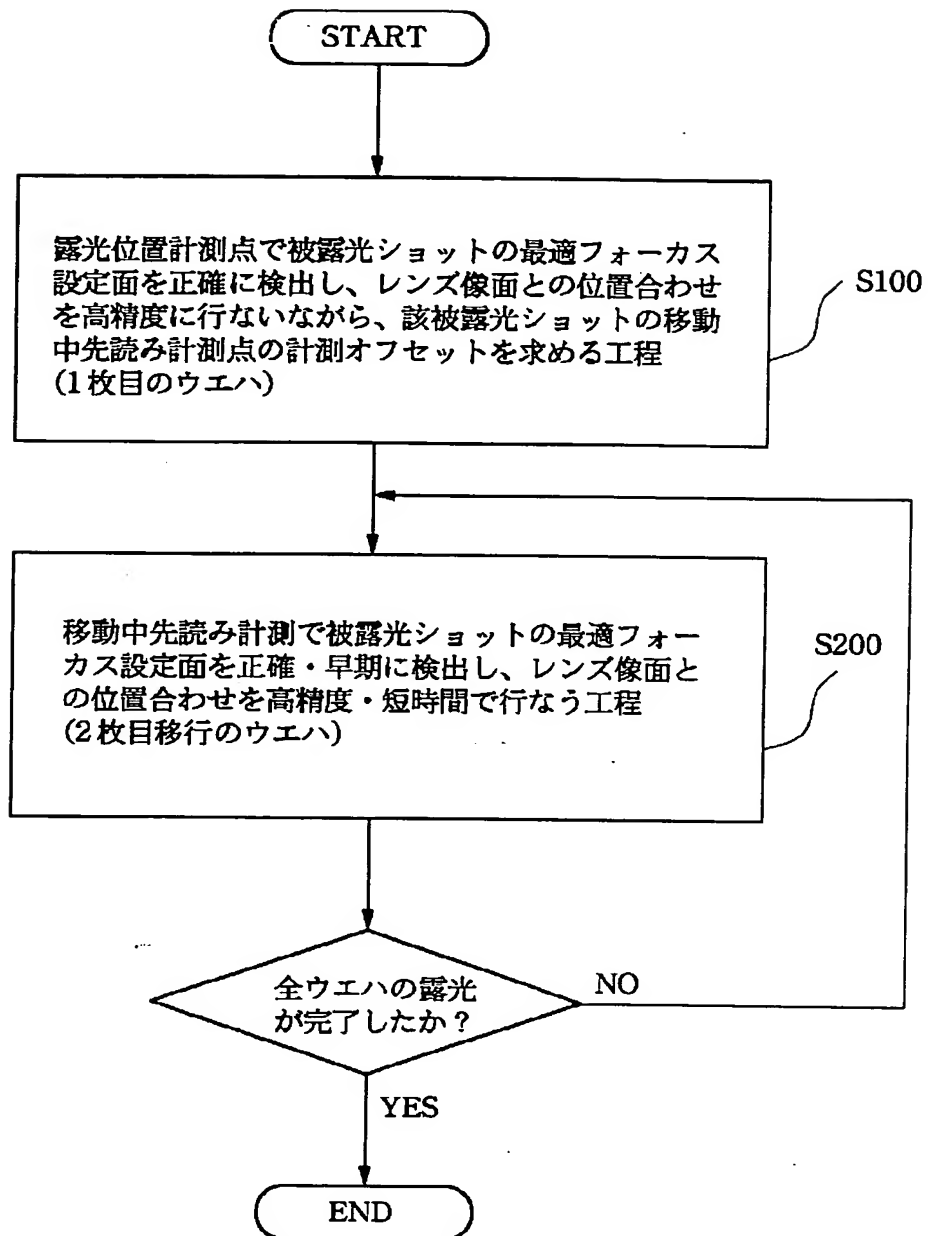 START
露光位置計測点で被露光ショットの最適フォーカス
設定面を正確に検出し、レンズ像面との位置合わせ
を高精度に行ないながら、該被露光ショットの移動
中先読み計測点の計測オフセットを求める工程
(1枚目のウエハ)
S100
移動中先読み計測で被露光ショットの最適フォー
カス設定面を正確・早期に検出し、レンズ像面と
の位置合わせを高精度・短時間で行なう工程
(2枚目移行のウエハ)
S200
全ウエハの露光
が完了したか？
NO
YES
END